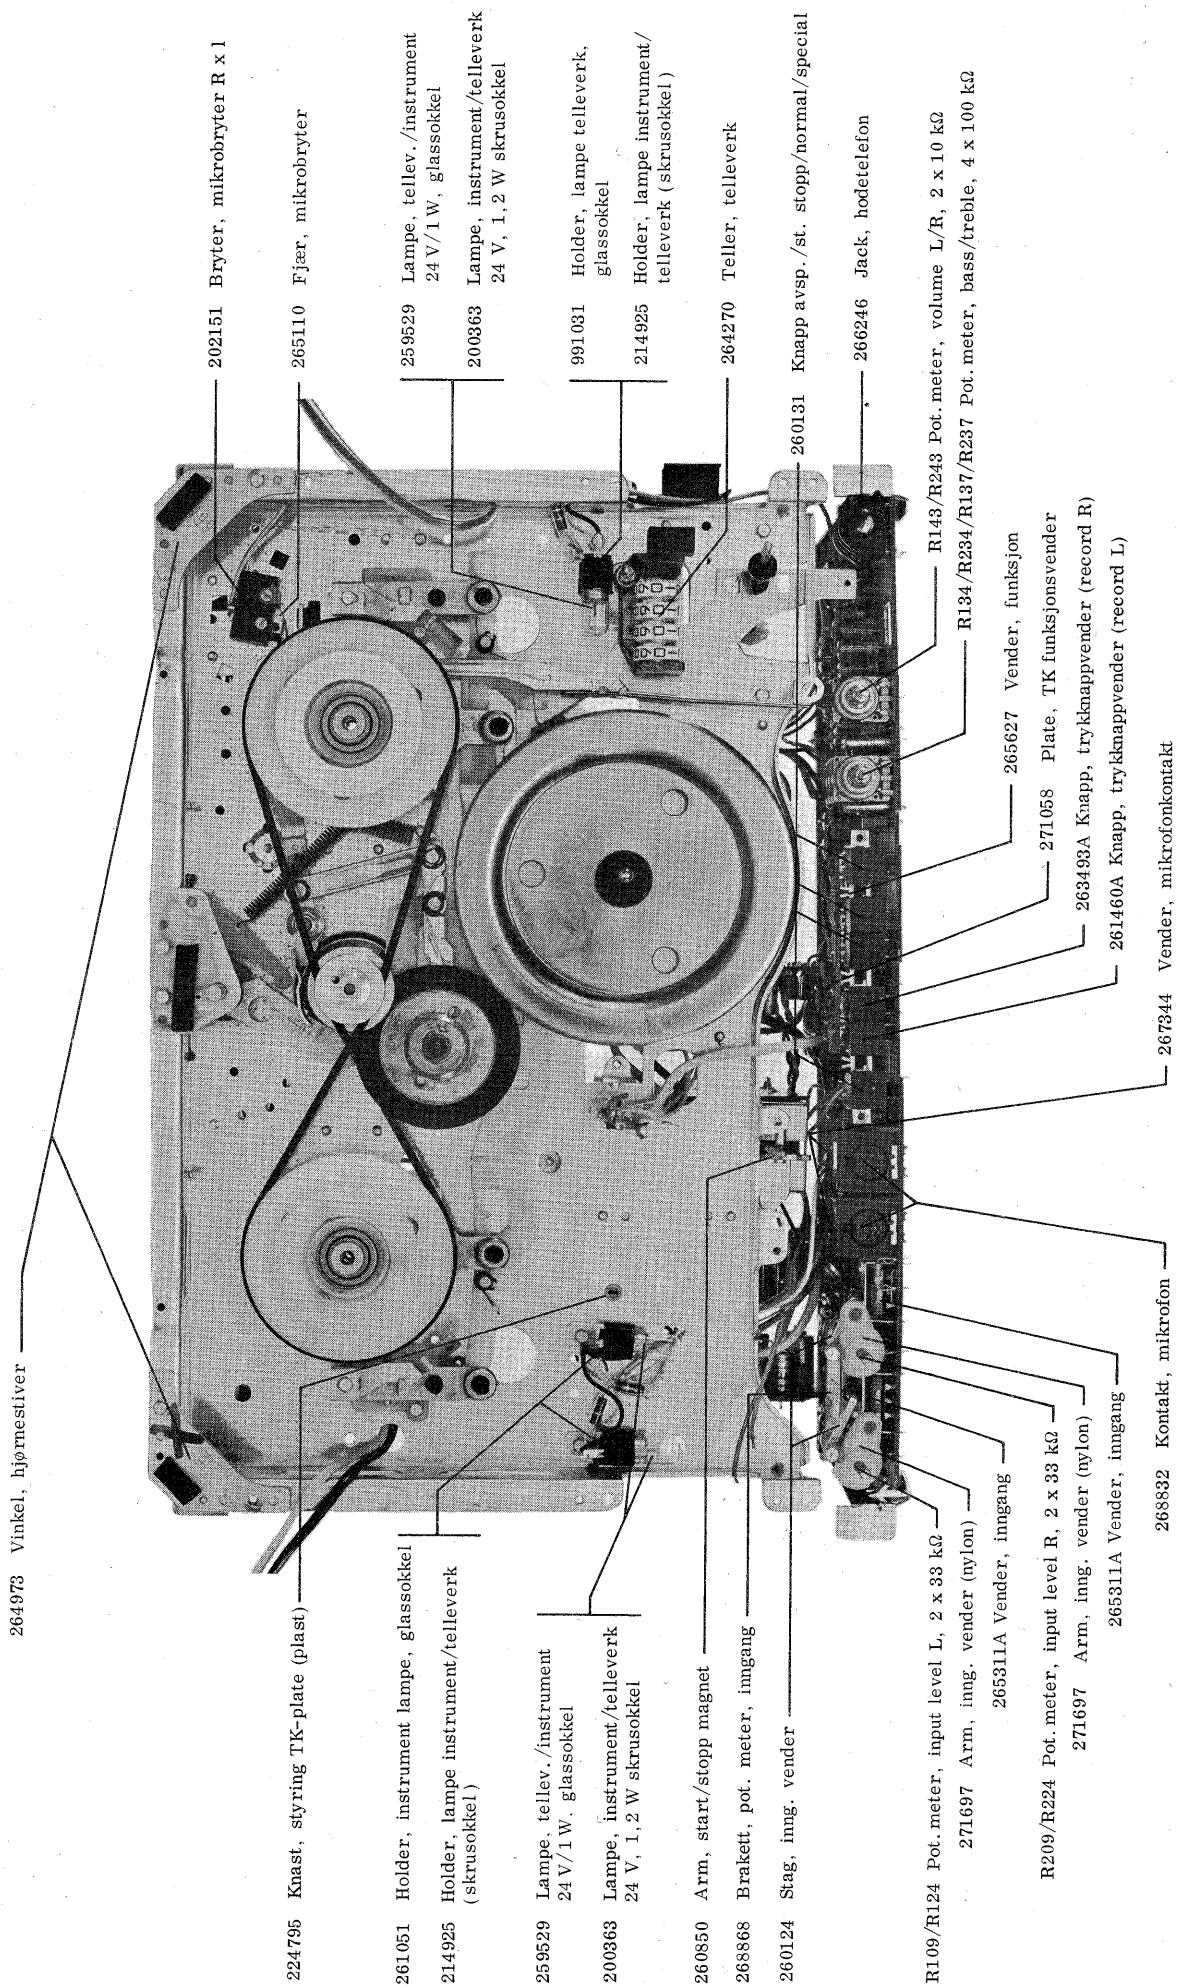 264973 Vinkel, hjørnestiver
202151 Bryter, mikrobryter R x 1
265110 Fjær, mikrobryter
259529 Lampe, tellev. /instrument
24 V/1 W, glassokkel
200363 Lampe, instrument/telleverk
24 V, 1,2 W skrusokkel
991031 Holder, lampe telleverk,
glassokkel
214925 Holder, lampe instrument/
telleverk (skrusokkel)
264270 Teller, telleverk
260131 Knapp avsp. /st. stopp/normal/special
266246 Jack, hodetelefon
R143/R243 Pot. meter, volume L/R, 2 x 10 kΩ
R134/R234/R137/R237 Pot. meter, bass/treble, 4 x 100 kΩ
265627 Vender, funksjon
271058 Plate, TK funksjonsvender
263493A Knapp, trykknappvender (record R)
261460A Knapp, trykknappvender (record L)
267344 Vender, mikrofonkontakt
224795 Knast, styring TK-plate (plast)
261051 Holder, instrument lampe, glassokkel
214925 Holder, lampe instrument/telleverk
(skrusokkel)
259529 Lampe, tellev. /instrument
24 V/1 W. glassokkel
200363 Lampe, instrument/telleverk
24 V, 1,2 W skrusokkel
260850 Arm, start/stopp magnet
268868 Brakett, pot. meter, inngang
260124 Stag, inng. vender
R109/R124 Pot. meter, input level L, 2 x 33 kΩ
271697 Arm, inng. vender (nylon)
265311A Vender, inngang
R209/R224 Pot. meter, input level R, 2 x 33 kΩ
271697 Arm, inng. vender (nylon)
265311A Vender, inngang
268832 Kontakt, mikrofon